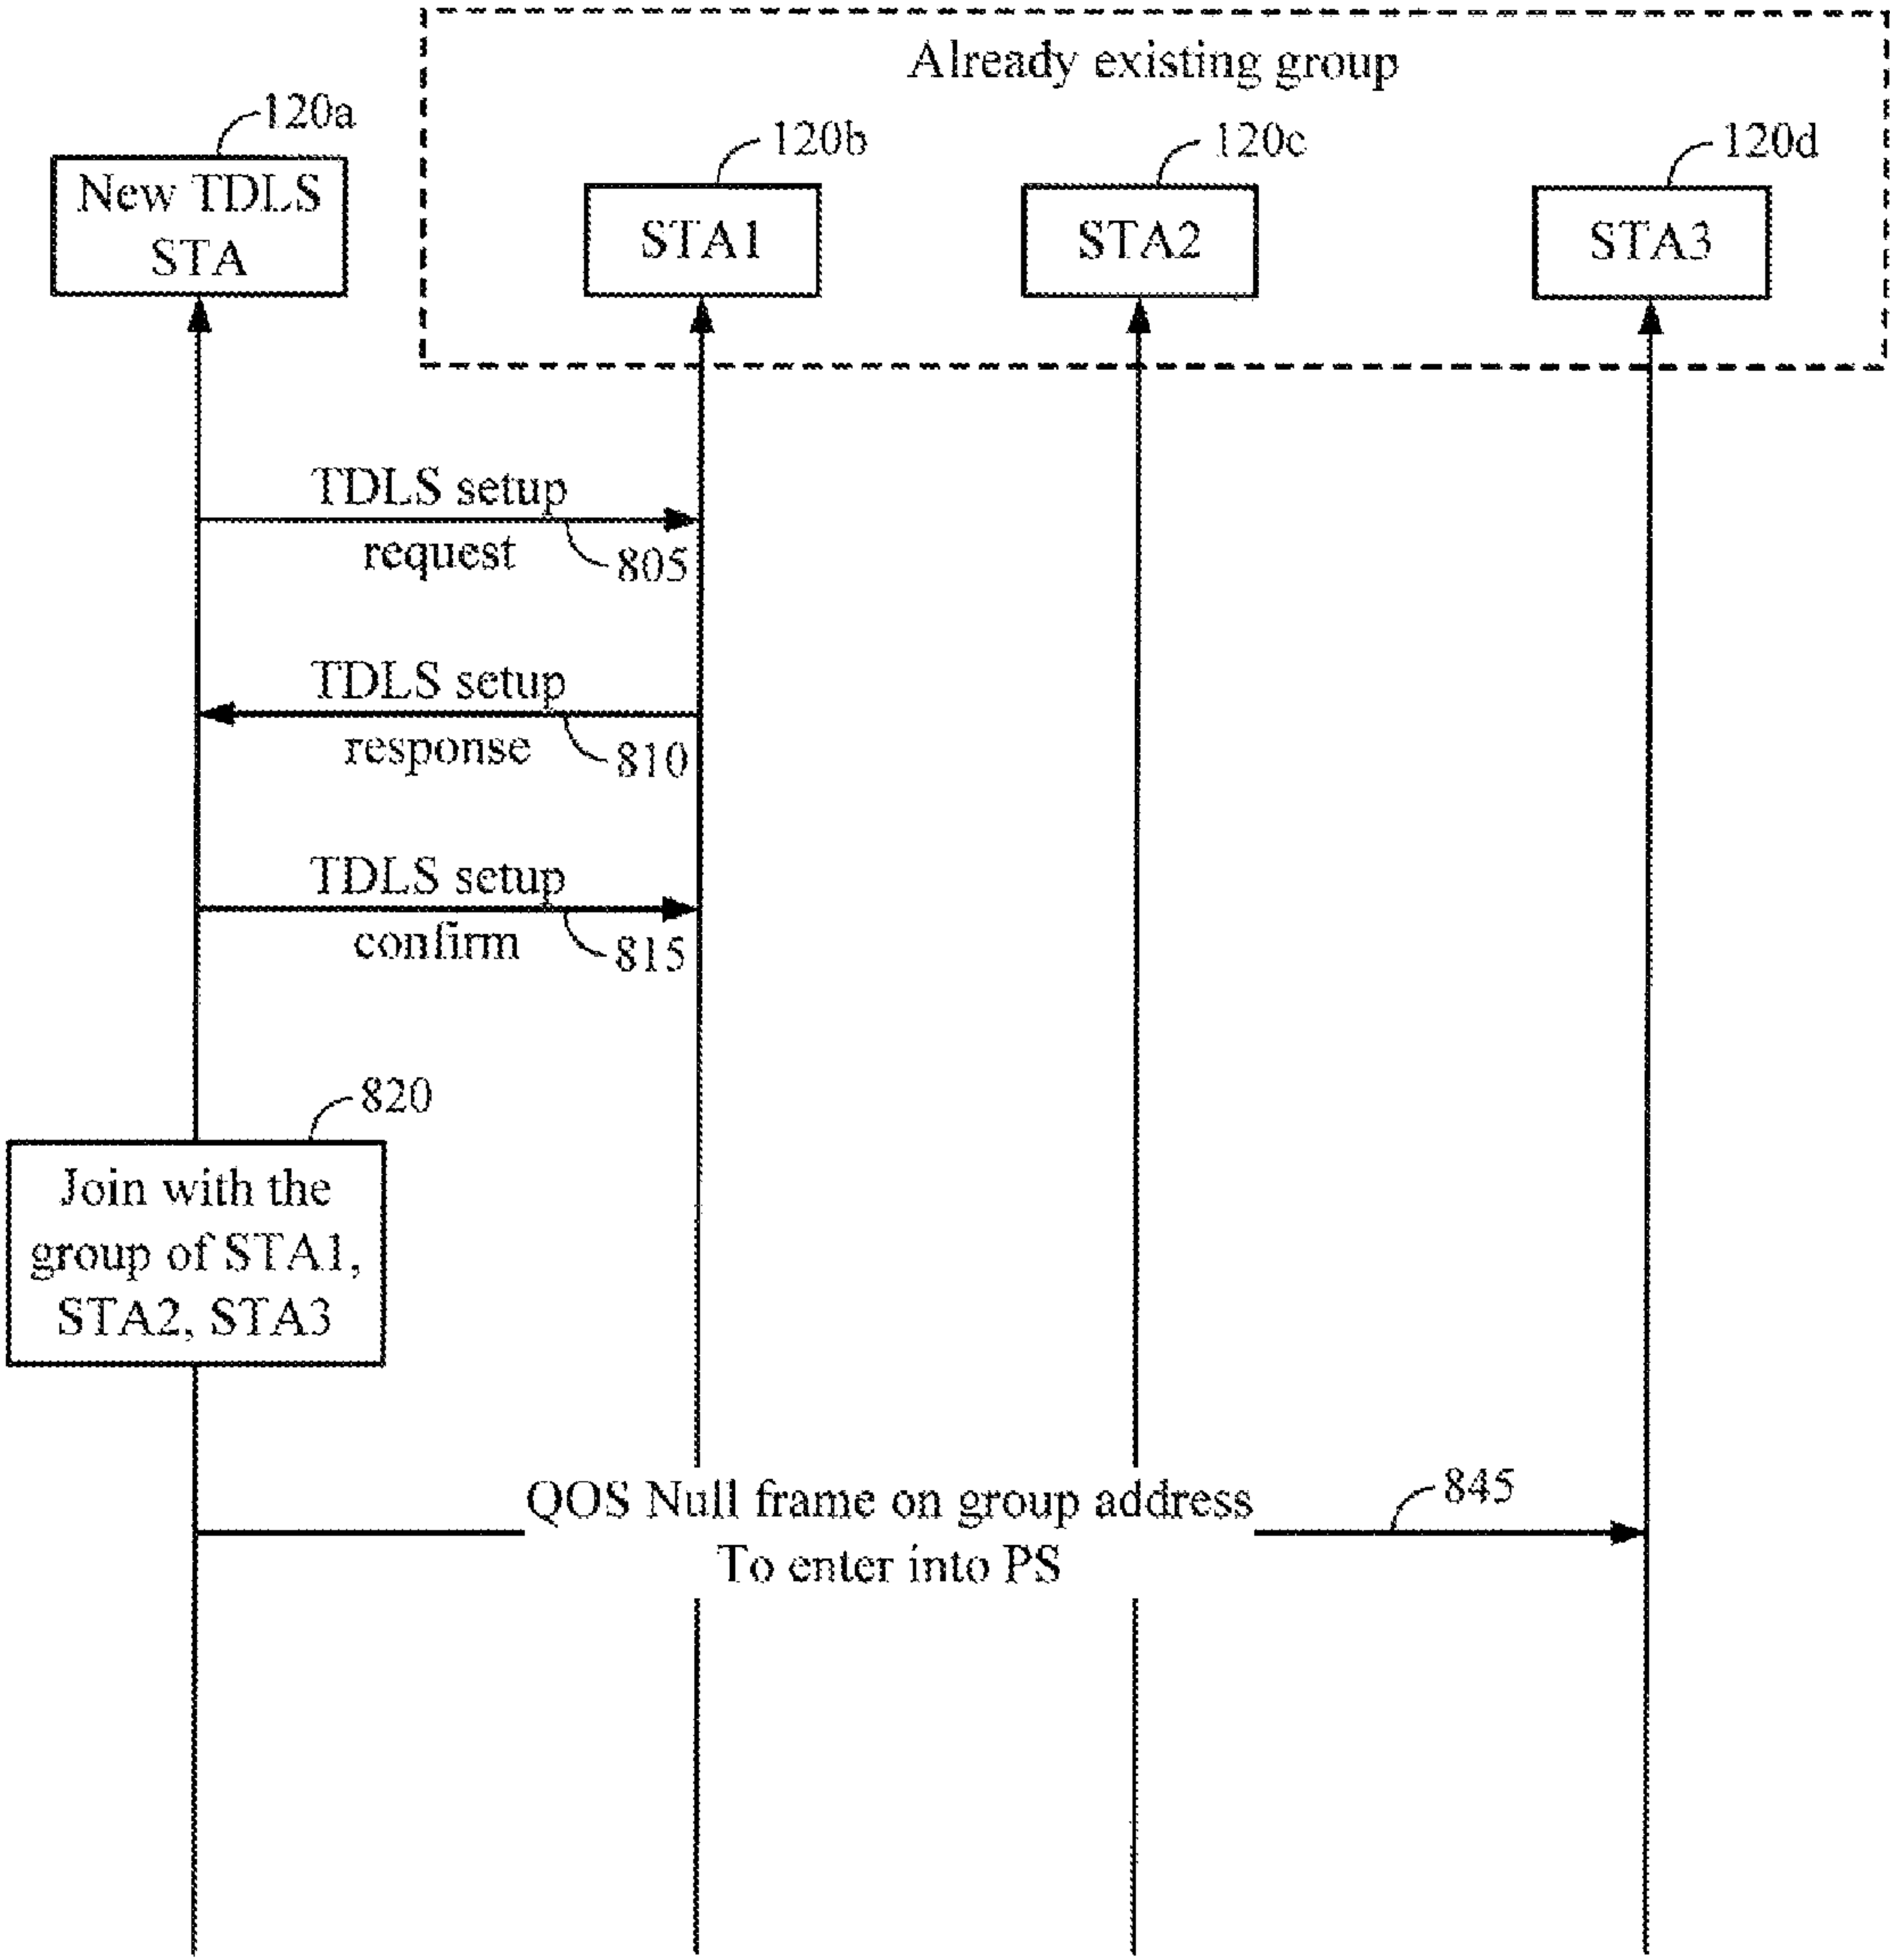 Already existing group
120a
120b
120c
120d
New TDLS
STA
STA1
STA2
STA3
TDLS setup
request
805
TDLS setup
response
810
TDLS setup
confirm
815
820
Join with the
group of STA1,
STA2, STA3
QOS Null frame on group address
To enter into PS
845